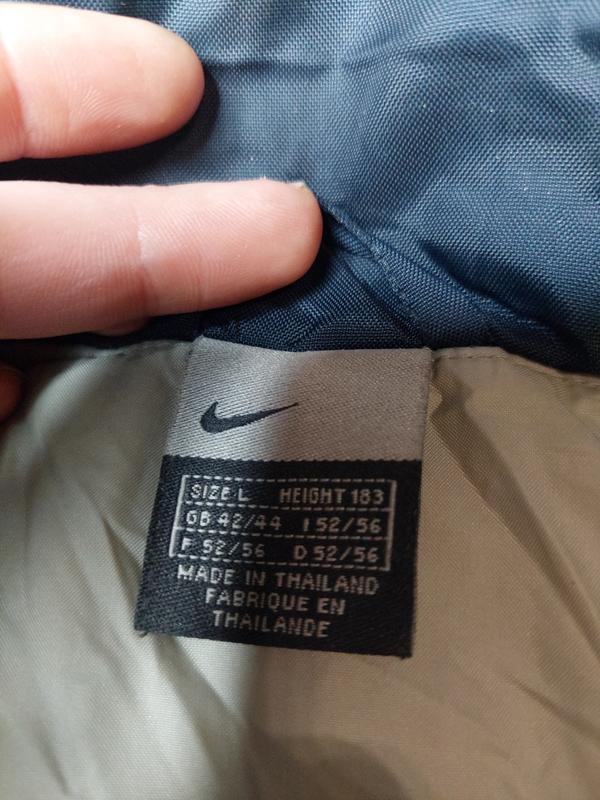 SIZE L HEIGHT 183
GB 42/44 I 52/56
F 52/56 D 52/56
MADE IN THAILAND
FABRIQUE EN
THAILANDE